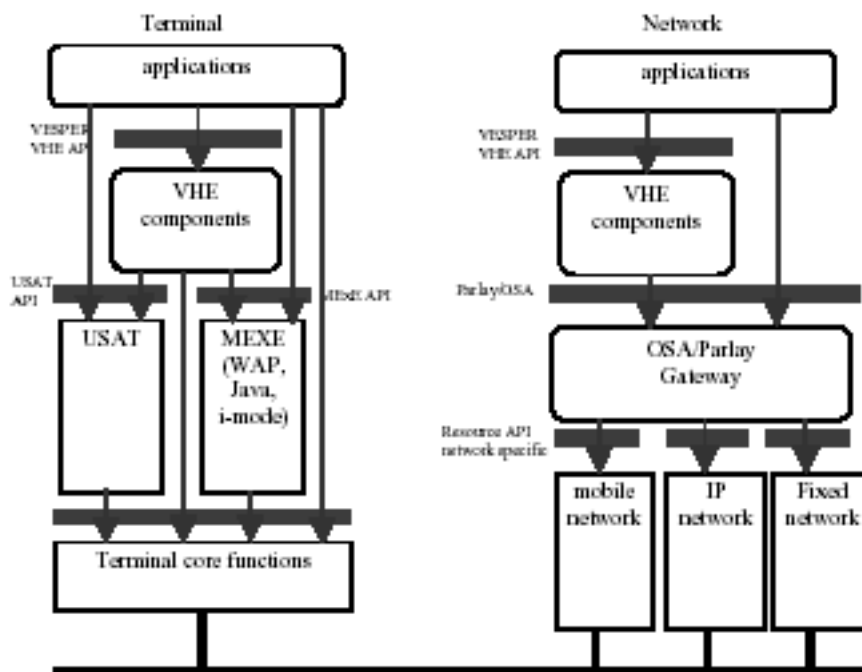 Terminal
applications
VESPER
VHE API
VHE
components
USAT
API
MExE API
USAT
MEXE
(WAP,
Java,
i-mode)
Terminal core functions
Network
applications
VESPER
VHE API
VHE
components
Parlay/OSA
OSA/Parlay
Gateway
Resource API
network specific
mobile
network
IP
network
Fixed
network